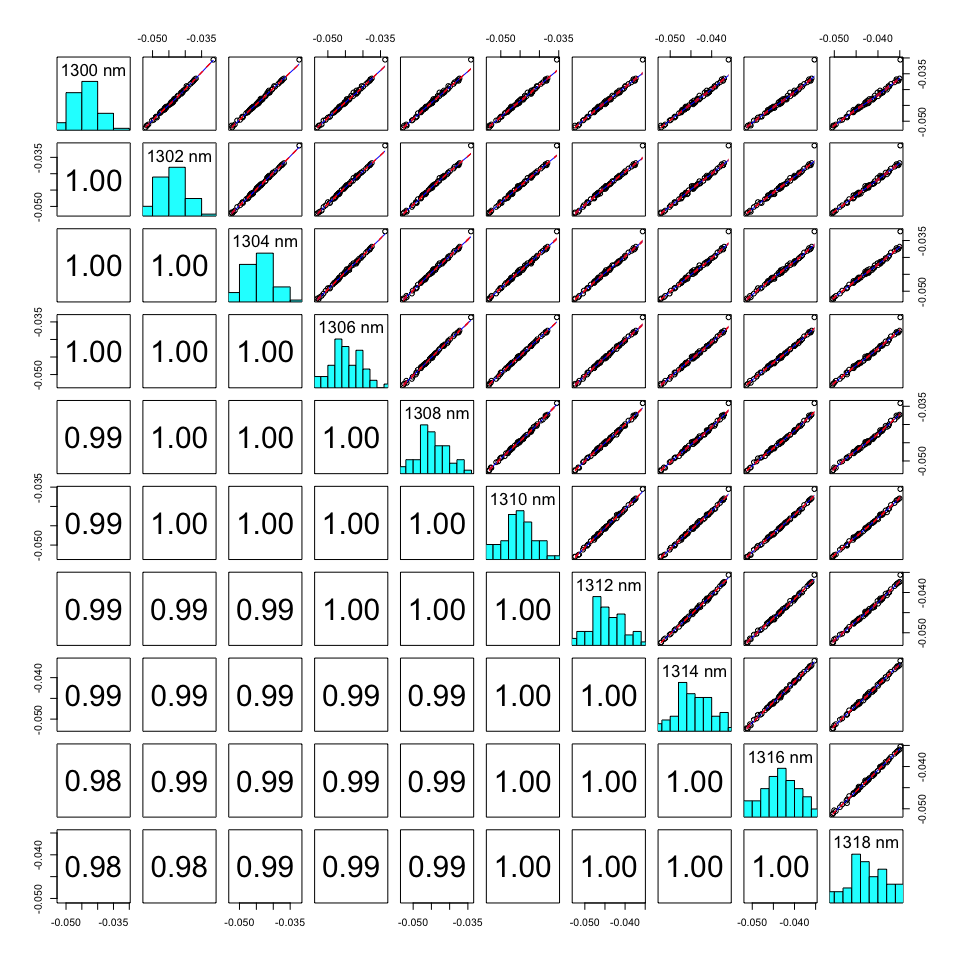 -0.050 -0.035 -0.050 -0.035 -0.050 -0.035 -0.050 -0.040 -0.050 -0.040
1300 nm -0.050 -0.035
-0.050 -0.035 1.00 1302 nm
1.00 1.00 1304 nm -0.050 -0.035
-0.050 -0.035 1.00 1.00 1.00 1306 nm
0.99 1.00 1.00 1.00 1308 nm -0.050 -0.035
-0.050 -0.035 0.99 1.00 1.00 1.00 1.00 1310 nm
0.99 0.99 0.99 1.00 1.00 1.00 1312 nm -0.050 -0.040
-0.050 -0.040 0.99 0.99 0.99 0.99 0.99 1.00 1.00 1314 nm
0.98 0.99 0.99 0.99 0.99 1.00 1.00 1.00 1316 nm -0.050 -0.040
-0.050 -0.040 0.98 0.98 0.99 0.99 0.99 1.00 1.00 1.00 1.00 1318 nm
-0.050 -0.035 -0.050 -0.035 -0.050 -0.035 -0.050 -0.040 -0.050 -0.040